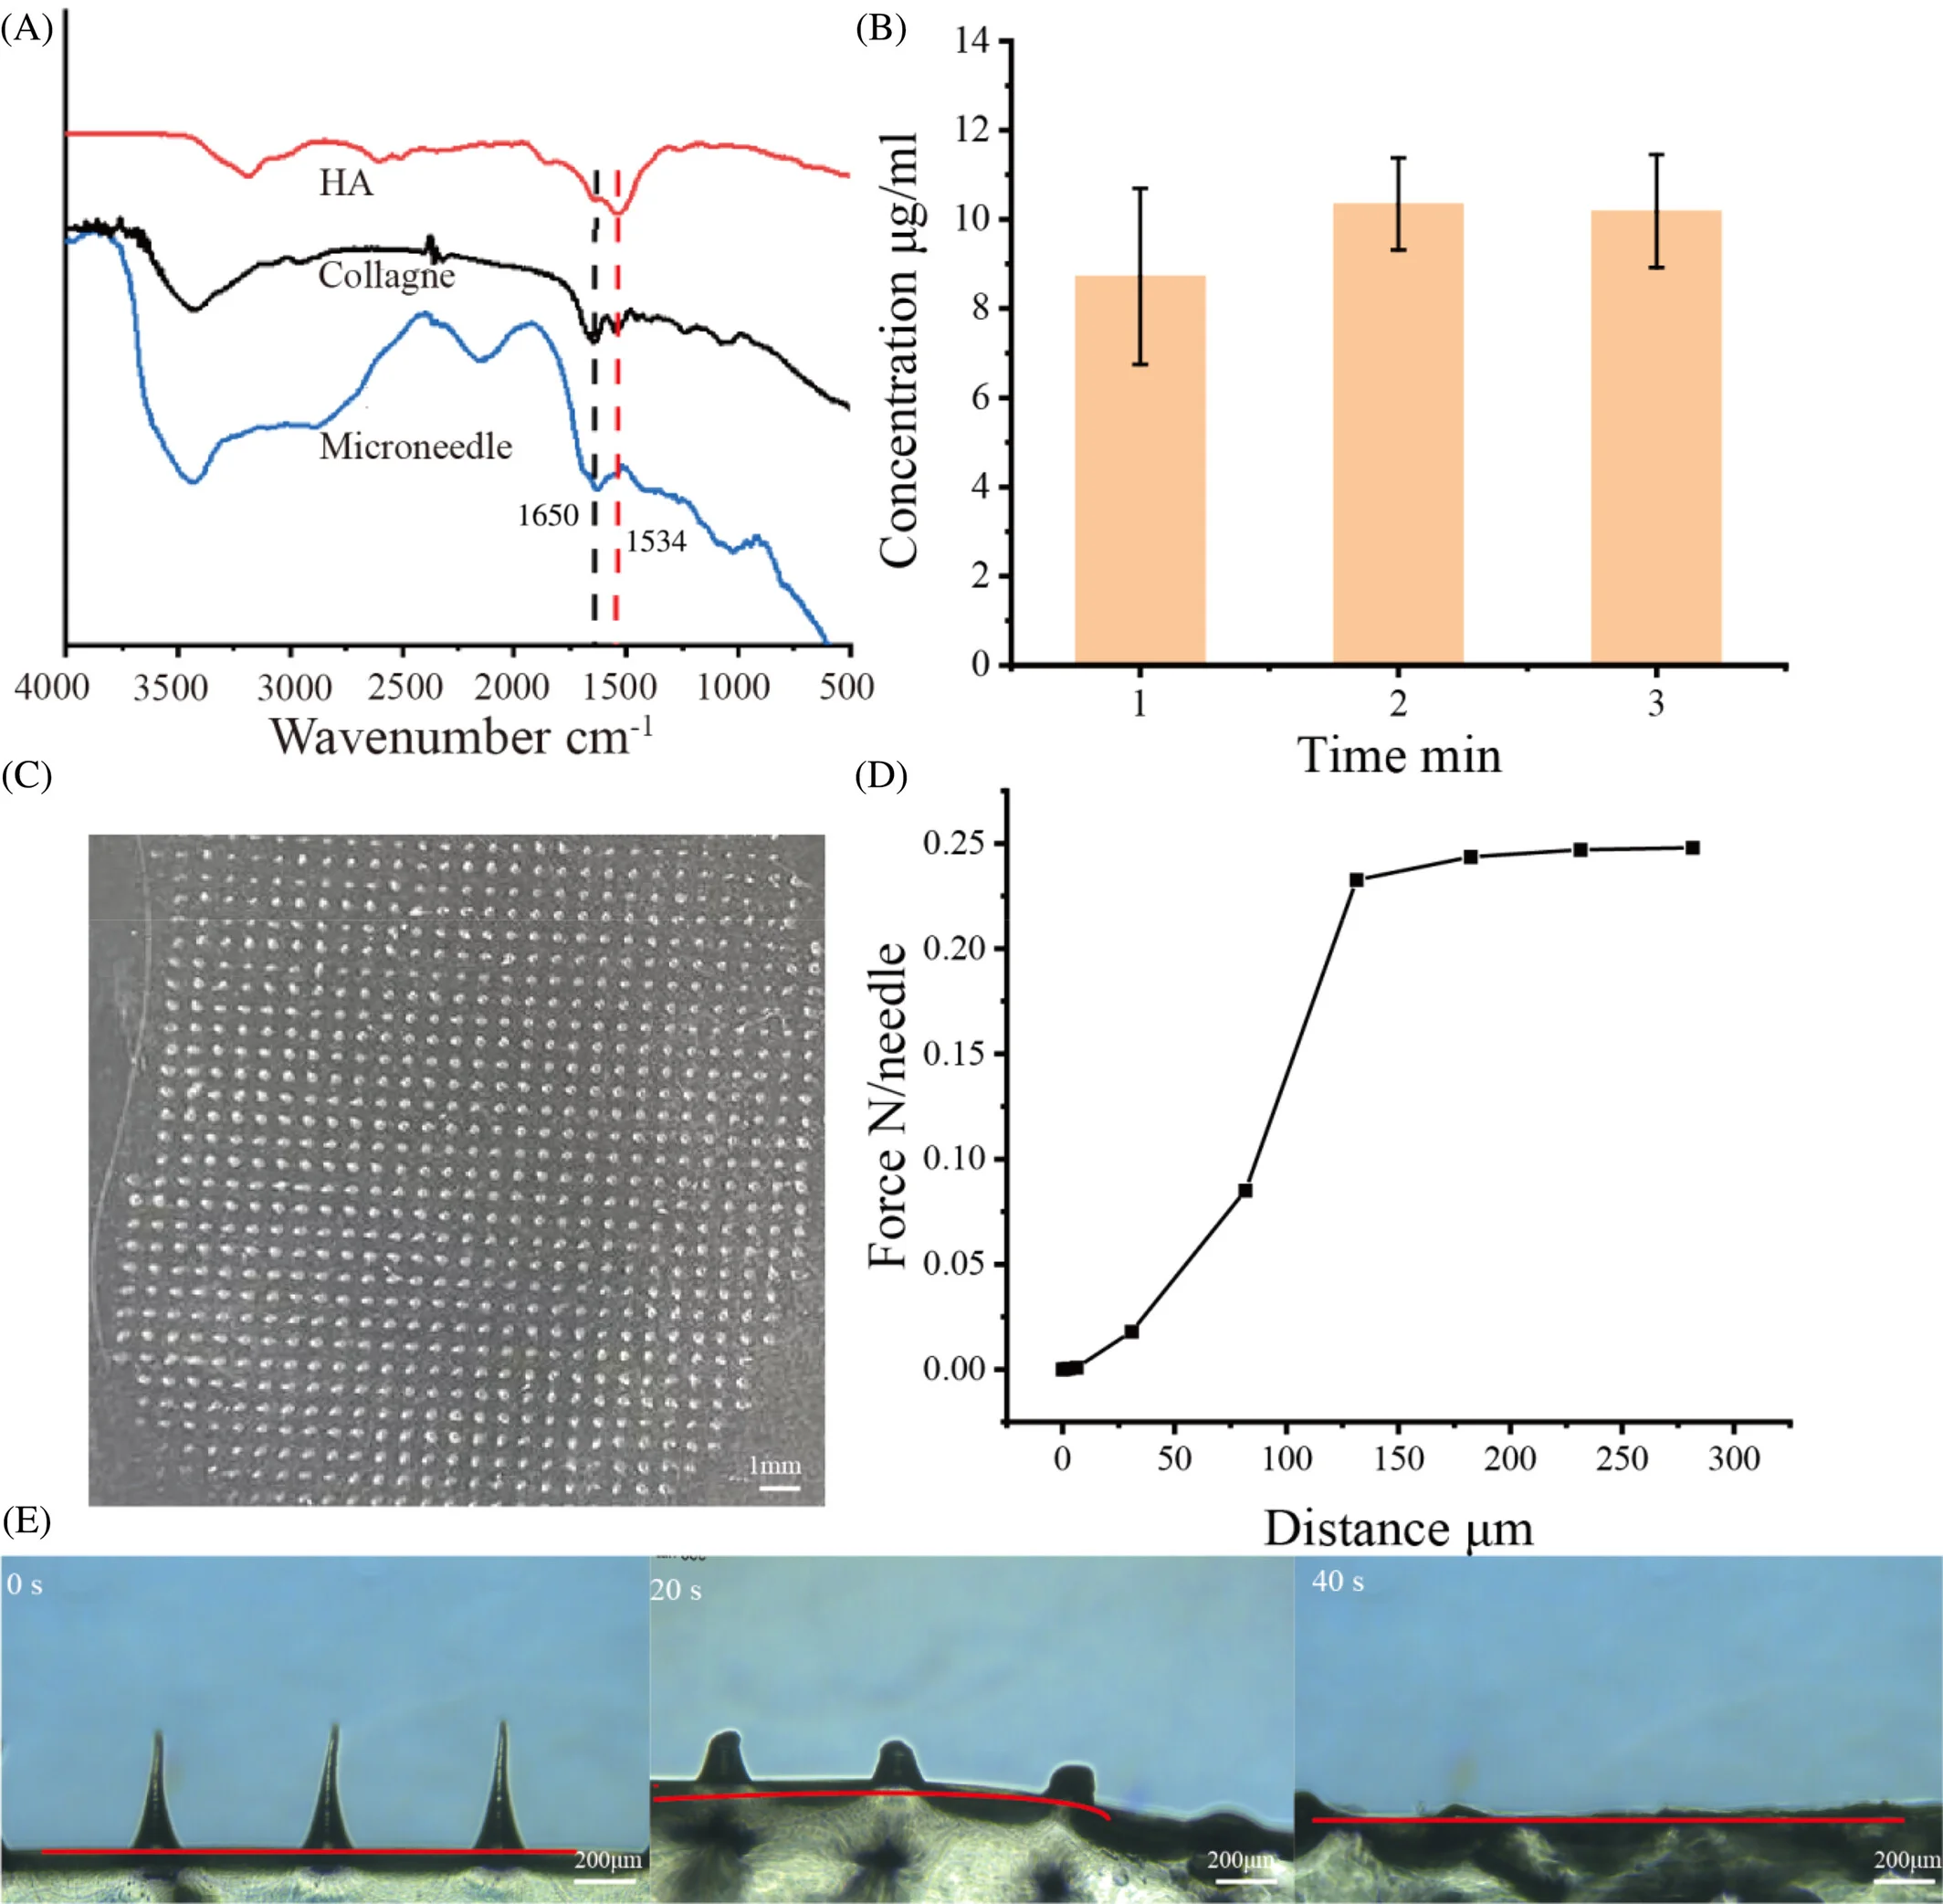 (A)
HA
Collagne
Microneedle
1650
1534
4000 3500 3000 2500 2000 1500 1000 500
Wavenumber cm-1
(B)
14
12
10
8
6
4
2
0
Concentration μg/ml
1 2 3
Time min
(C)
1mm
(D)
0.25
0.20
0.15
0.10
0.05
0.00
Force N/needle
0 50 100 150 200 250 300
Distance μm
(E)
0 s
200μm
20 s
200μm
40 s
200μm